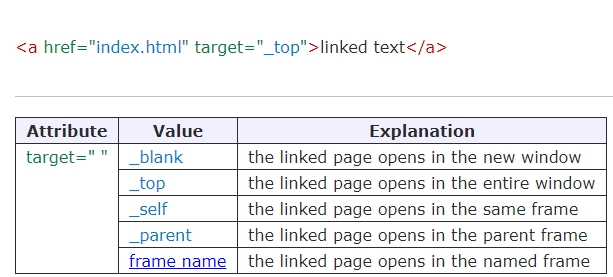 <a href="index.html" target="_top">linked text</a>
Attribute Value Explanation
target=" " _blank the linked page opens in the new window
_top the linked page opens in the entire window
_self the linked page opens in the same frame
_parent the linked page opens in the parent frame
frame name the linked page opens in the named frame